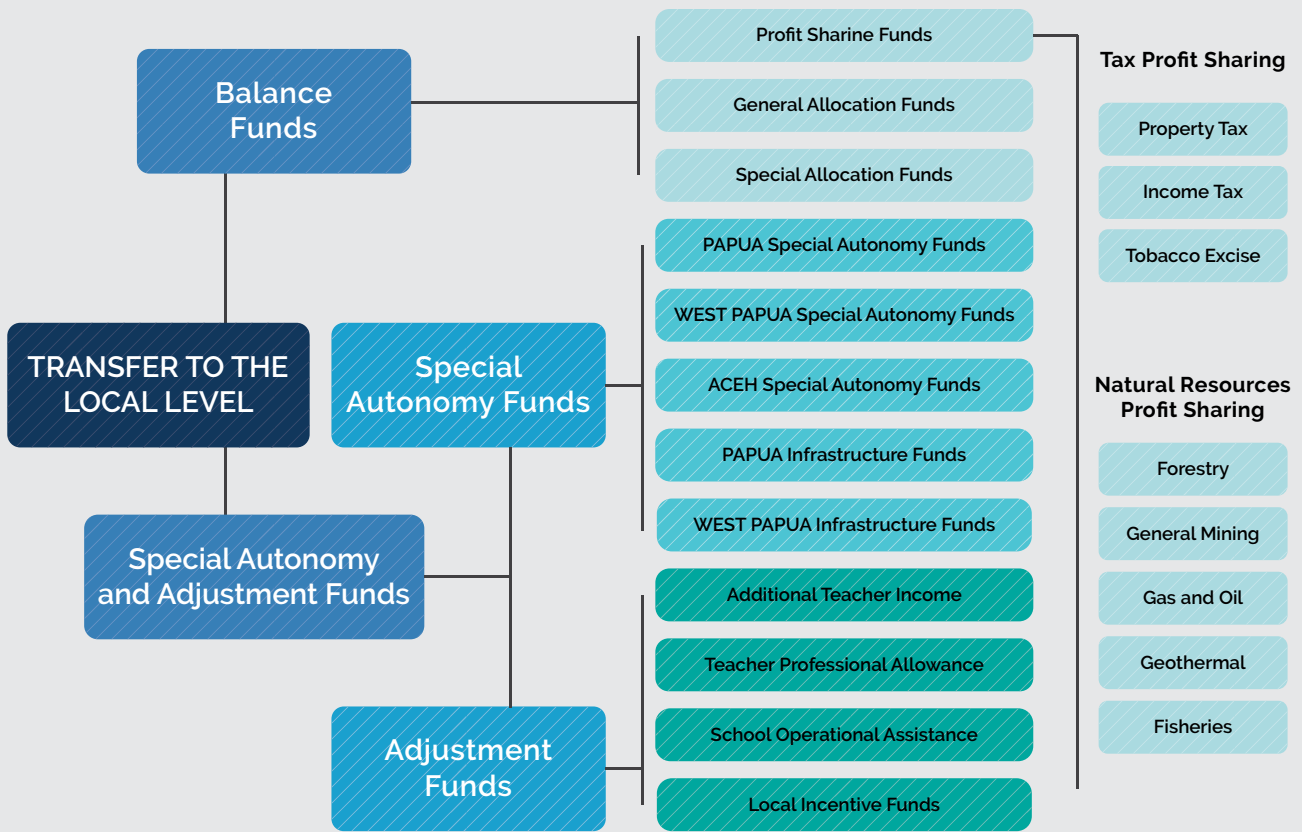 Balance
Funds
TRANSFER TO THE
LOCAL LEVEL
Special Autonomy
and Adjustment Funds
Special
Autonomy Funds
Adjustment
Funds
Profit Sharine Funds
General Allocation Funds
Special Allocation Funds
PAPUA Special Autonomy Funds
WEST PAPUA Special Autonomy Funds
ACEH Special Autonomy Funds
PAPUA Infrastructure Funds
WEST PAPUA Infrastructure Funds
Additional Teacher Income
Teacher Professional Allowance
School Operational Assistance
Local Incentive Funds
Tax Profit Sharing
Property Tax
Income Tax
Tobacco Excise
Natural Resources
Profit Sharing
Forestry
General Mining
Gas and Oil
Geothermal
Fisheries